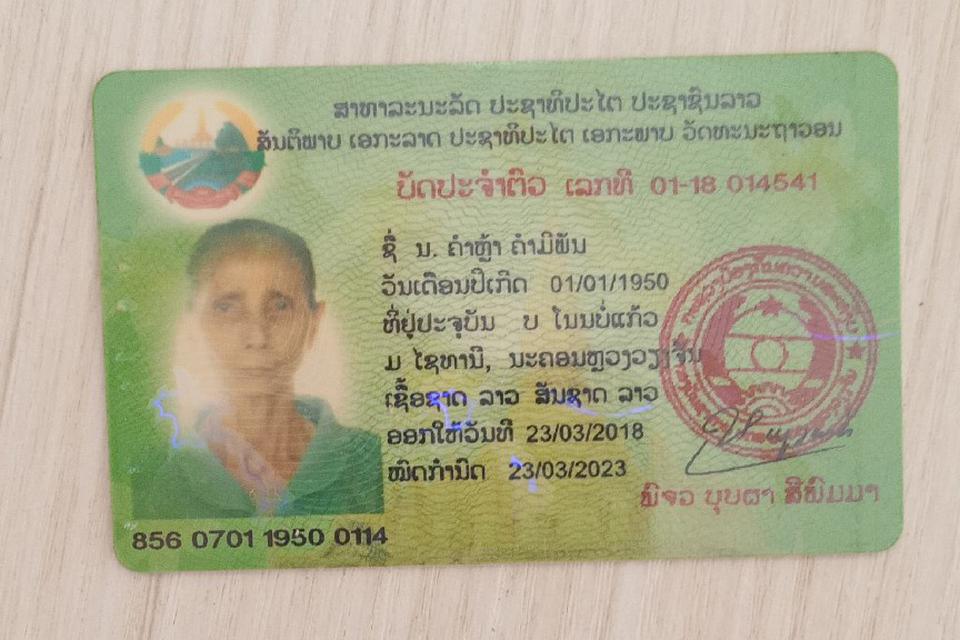 ສາທາລະນະລັດ ປະຊາທິປະໄຕ ປະຊາຊົນລາວ
ສັນຕິພາບ ເອກະລາດ ປະຊາທິປະໄຕ ເອກະພາບ ວັດທະນະຖາວອນ
ບັດປະຈຳຕົວ ເລກທີ 01-18 014541
ຊື່ ນ. ຄຳຫຼ້າ ຄຳມີພັນ
ວັນເດືອນປີເກີດ 01/01/1950
ທີ່ຢູ່ປະຈຸບັນ ບ ໂນນບໍ່ແກ້ວ
ມ ໄຊທານີ, ນະຄອນຫຼວງວຽງຈັນ
ເຊື້ອຊາດ ລາວ ສັນຊາດ ລາວ
ອອກໃຫ້ວັນທີ 23/03/2018
ໝົດກຳນົດ 23/03/2023
ພົຈວ ບຸບຜາ ສີພົມມາ
856 0701 1950 0114